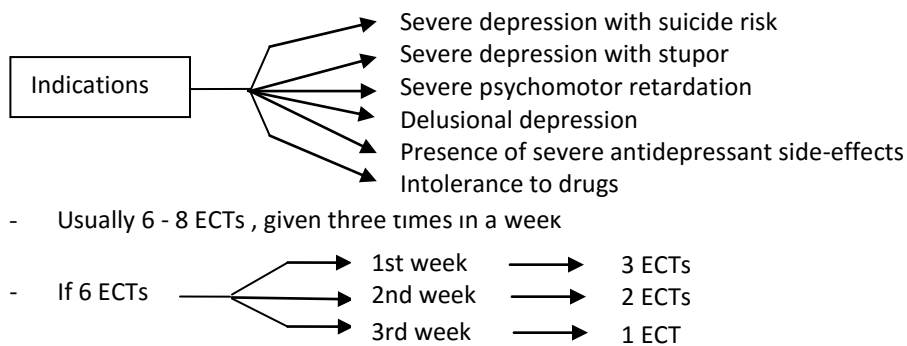 Severe depression with suicide risk
Severe depression with stupor
Indications
Severe psychomotor retardation
Delusional depression
Presence of severe antidepressant side-effects
Intolerance to drugs
- Usually 6 - 8 ECTs , given three times in a week
1st week 3 ECTs
- If 6 ECTs 2nd week 2 ECTs
3rd week 1 ECT